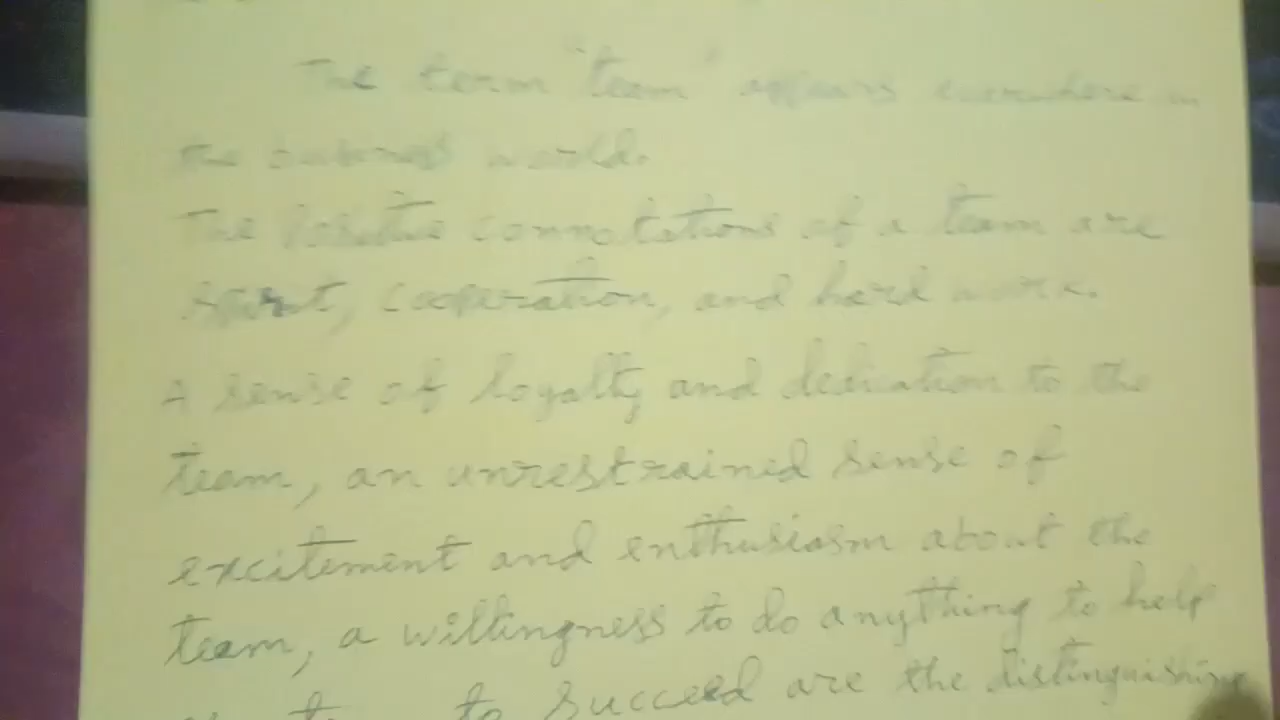 The term "team" appears everywhere in
the business world.
The positive connotations of a team are
spirit, cooperation, and hard work.
A sense of loyalty and dedication to the
team, an unrestrained sense of
excitement and enthusiasm about the
team, a willingness to do anything to help
to succeed are the distinguishing